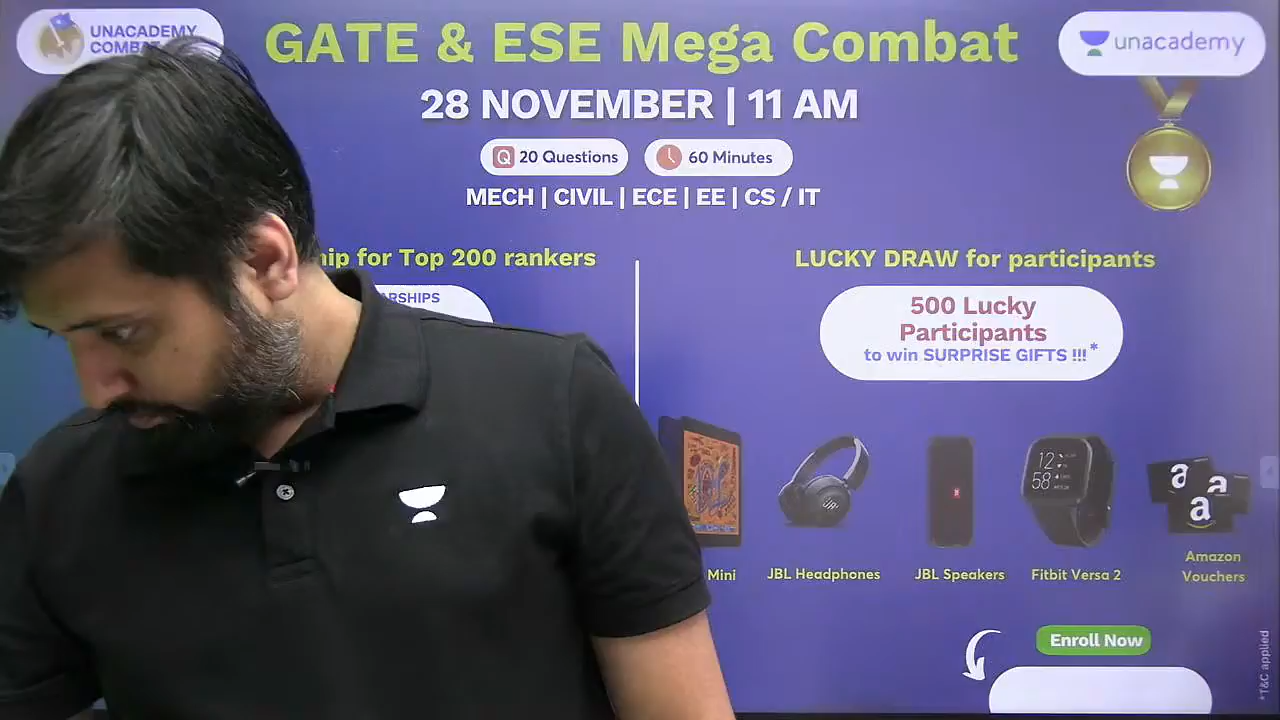 UNACADEMY
COMBAT
GATE & ESE Mega Combat
unacademy
28 NOVEMBER | 11 AM
Q 20 Questions
60 Minutes
MECH | CIVIL | ECE | EE | CS / IT
for Top 200 rankers
LUCKY DRAW for participants
500 Lucky
Participants
to win SURPRISE GIFTS !!! *
12
58
JBL
a
a
a
Mini
JBL Headphones
JBL Speakers
Fitbit Versa 2
Amazon
Vouchers
Enroll Now
*T&C applied